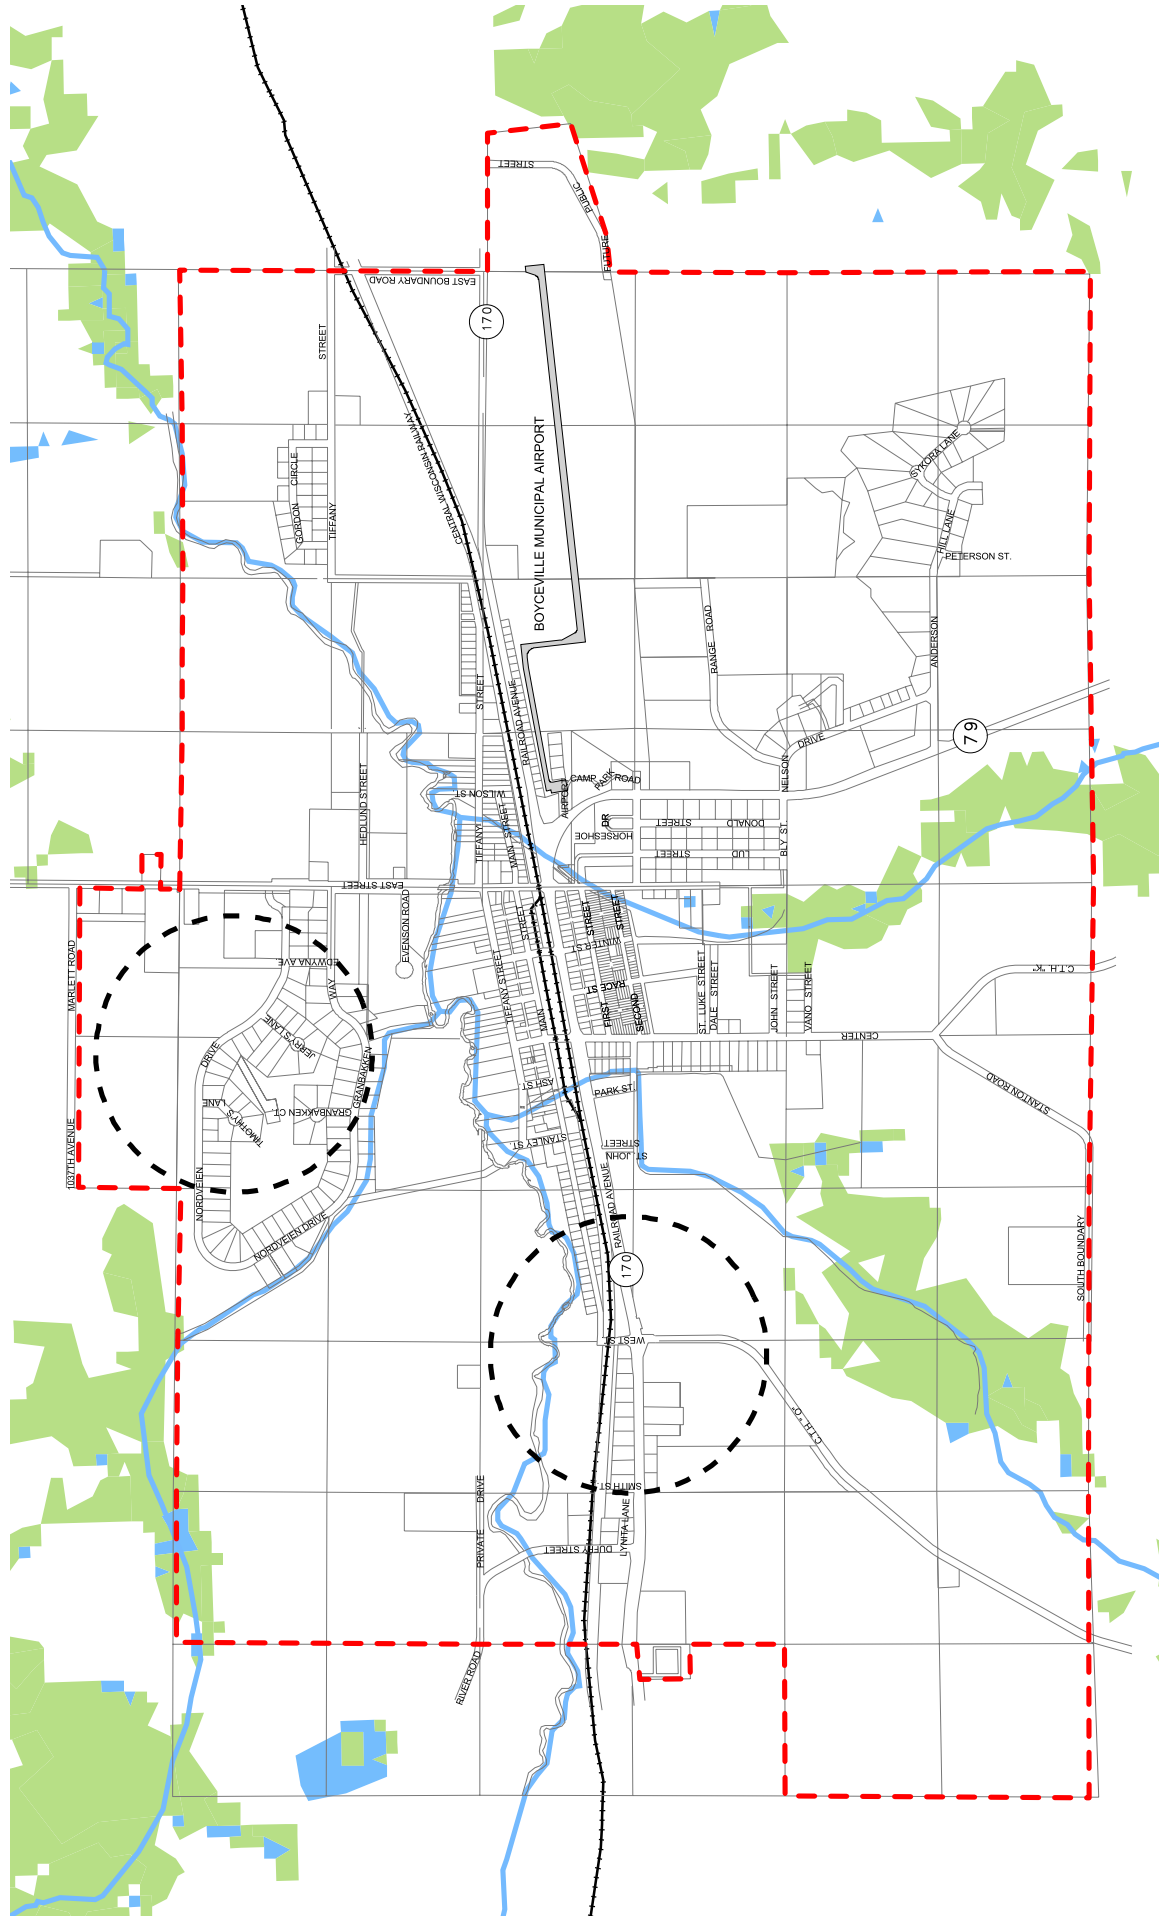 STREET
PUBLIC
FUTURE
EAST BOUNDARY ROAD
170
STREET
CENTRAL WISCONSIN RAILWAY
BOYCEVILLE MUNICIPAL AIRPORT
SYKORA LANE
CIRCLE
GORDON
TIFFANY
HILL LANE
PETERSON ST.
RANGE ROAD
ANDERSON
STREET
RAILROAD AVENUE
DRIVE
79
NELSON
HEDLUND STREET
WILSON ST
CAMP ROAD
PARK
AIRPORT
DR
HORSESHOE
STREET DONALD
STREET LUD
BLY ST.
TIFFANY
MAIN STREET
EAST STREET
EVENSON ROAD
MARLETT ROAD
EDWYNA AVE.
WAY
STREET
STREET
STREET
WINTER ST
RACE ST
FIRST
SECOND
TIFFANY STREET
MAIN
ST. LUKE STREET
DALE STREET
JOHN STREET
VANO STREET
C.T.H. "K"
CENTER
STANTON ROAD
DRIVE
JERRY'S LANE
GRANBAKKEN
GRANBAKKEN CT.
LANE
TIMOTHY'S
ASH ST
PARK ST.
STANLEY ST
STREET
ST. JOHN
1037TH AVENUE
NORDVEIEN
NORDVEIEN DRIVE
RAILROAD AVENUE
170
SOUTH BOUNDARY
WEST ST.
C.T.H. "O"
SMITH ST.
PRIVATE DRIVE
LYNITA LANE
DUFFY STREET
RIVER ROAD